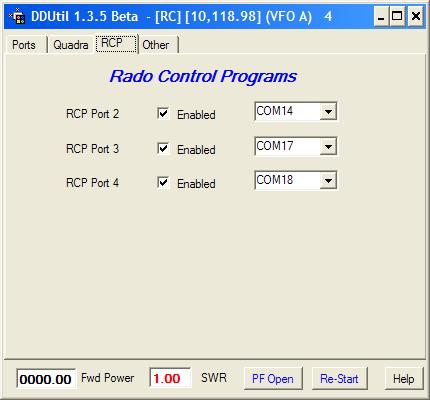 DDUtil 1.3.5 Beta - [RC] [10,118.98] (VFO A) 4
Ports Quadra RCP Other
Rado Control Programs
RCP Port 2 Enabled COM14
RCP Port 3 Enabled COM17
RCP Port 4 Enabled COM18
0000.00 Fwd Power 1.00 SWR PF Open Re-Start Help